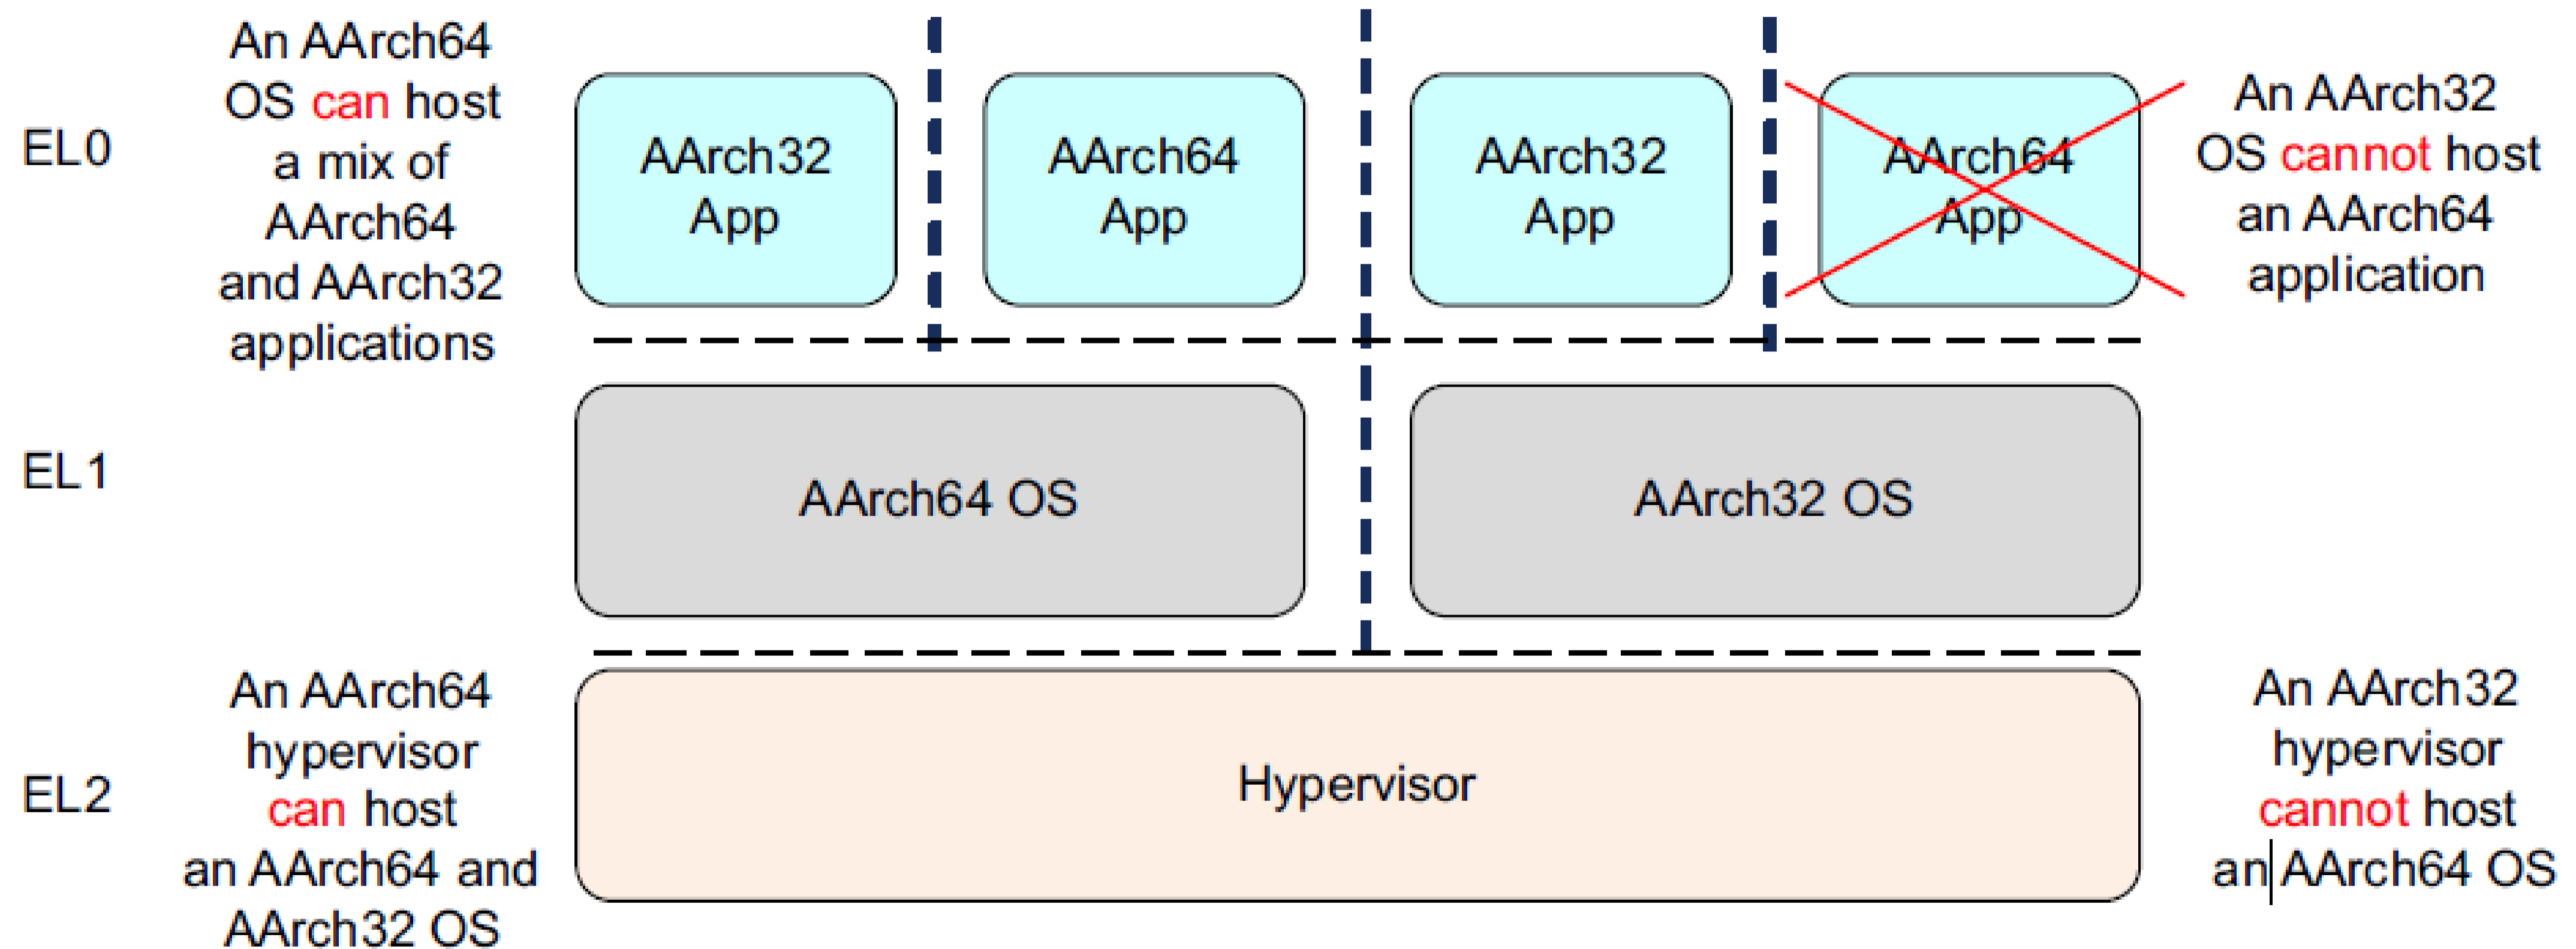 EL0
An AArch64
OS can host
a mix of
AArch64
and AArch32
applications
AArch32
App
AArch64
App
AArch32
App
AArch64
App
An AArch32
OS cannot host
an AArch64
application
EL1
AArch64 OS
AArch32 OS
EL2
An AArch64
hypervisor
can host
an AArch64 and
AArch32 OS
Hypervisor
An AArch32
hypervisor
cannot host
an AArch64 OS